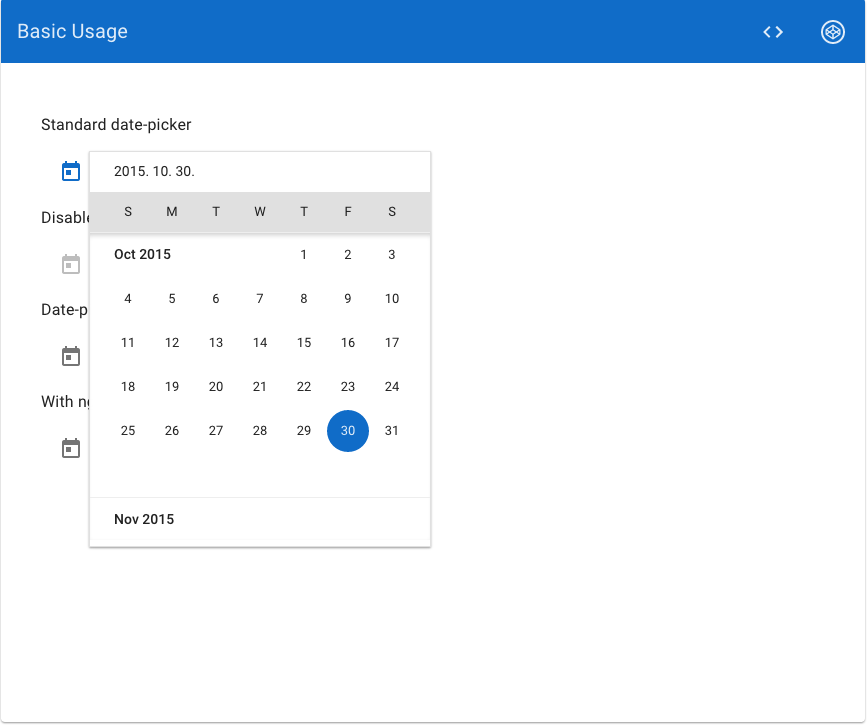 Basic Usage
Standard date-picker
2015. 10. 30.
S M T W T F S
Oct 2015 1 2 3
4 5 6 7 8 9 10
11 12 13 14 15 16 17
18 19 20 21 22 23 24
25 26 27 28 29 30 31
Nov 2015
Disable
Date-p
With